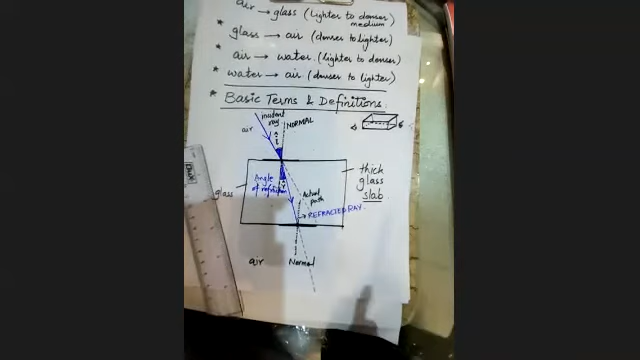 air → glass (lighter to denser medium)
* glass → air (denser to lighter)
* air → water (lighter to denser)
* water → air (denser to lighter)
* Basic Terms & Definitions
incident ray
NORMAL
air
î
thick glass slab
Angle of refraction
glass
Actual path
REFRACTED RAY
air
Normal